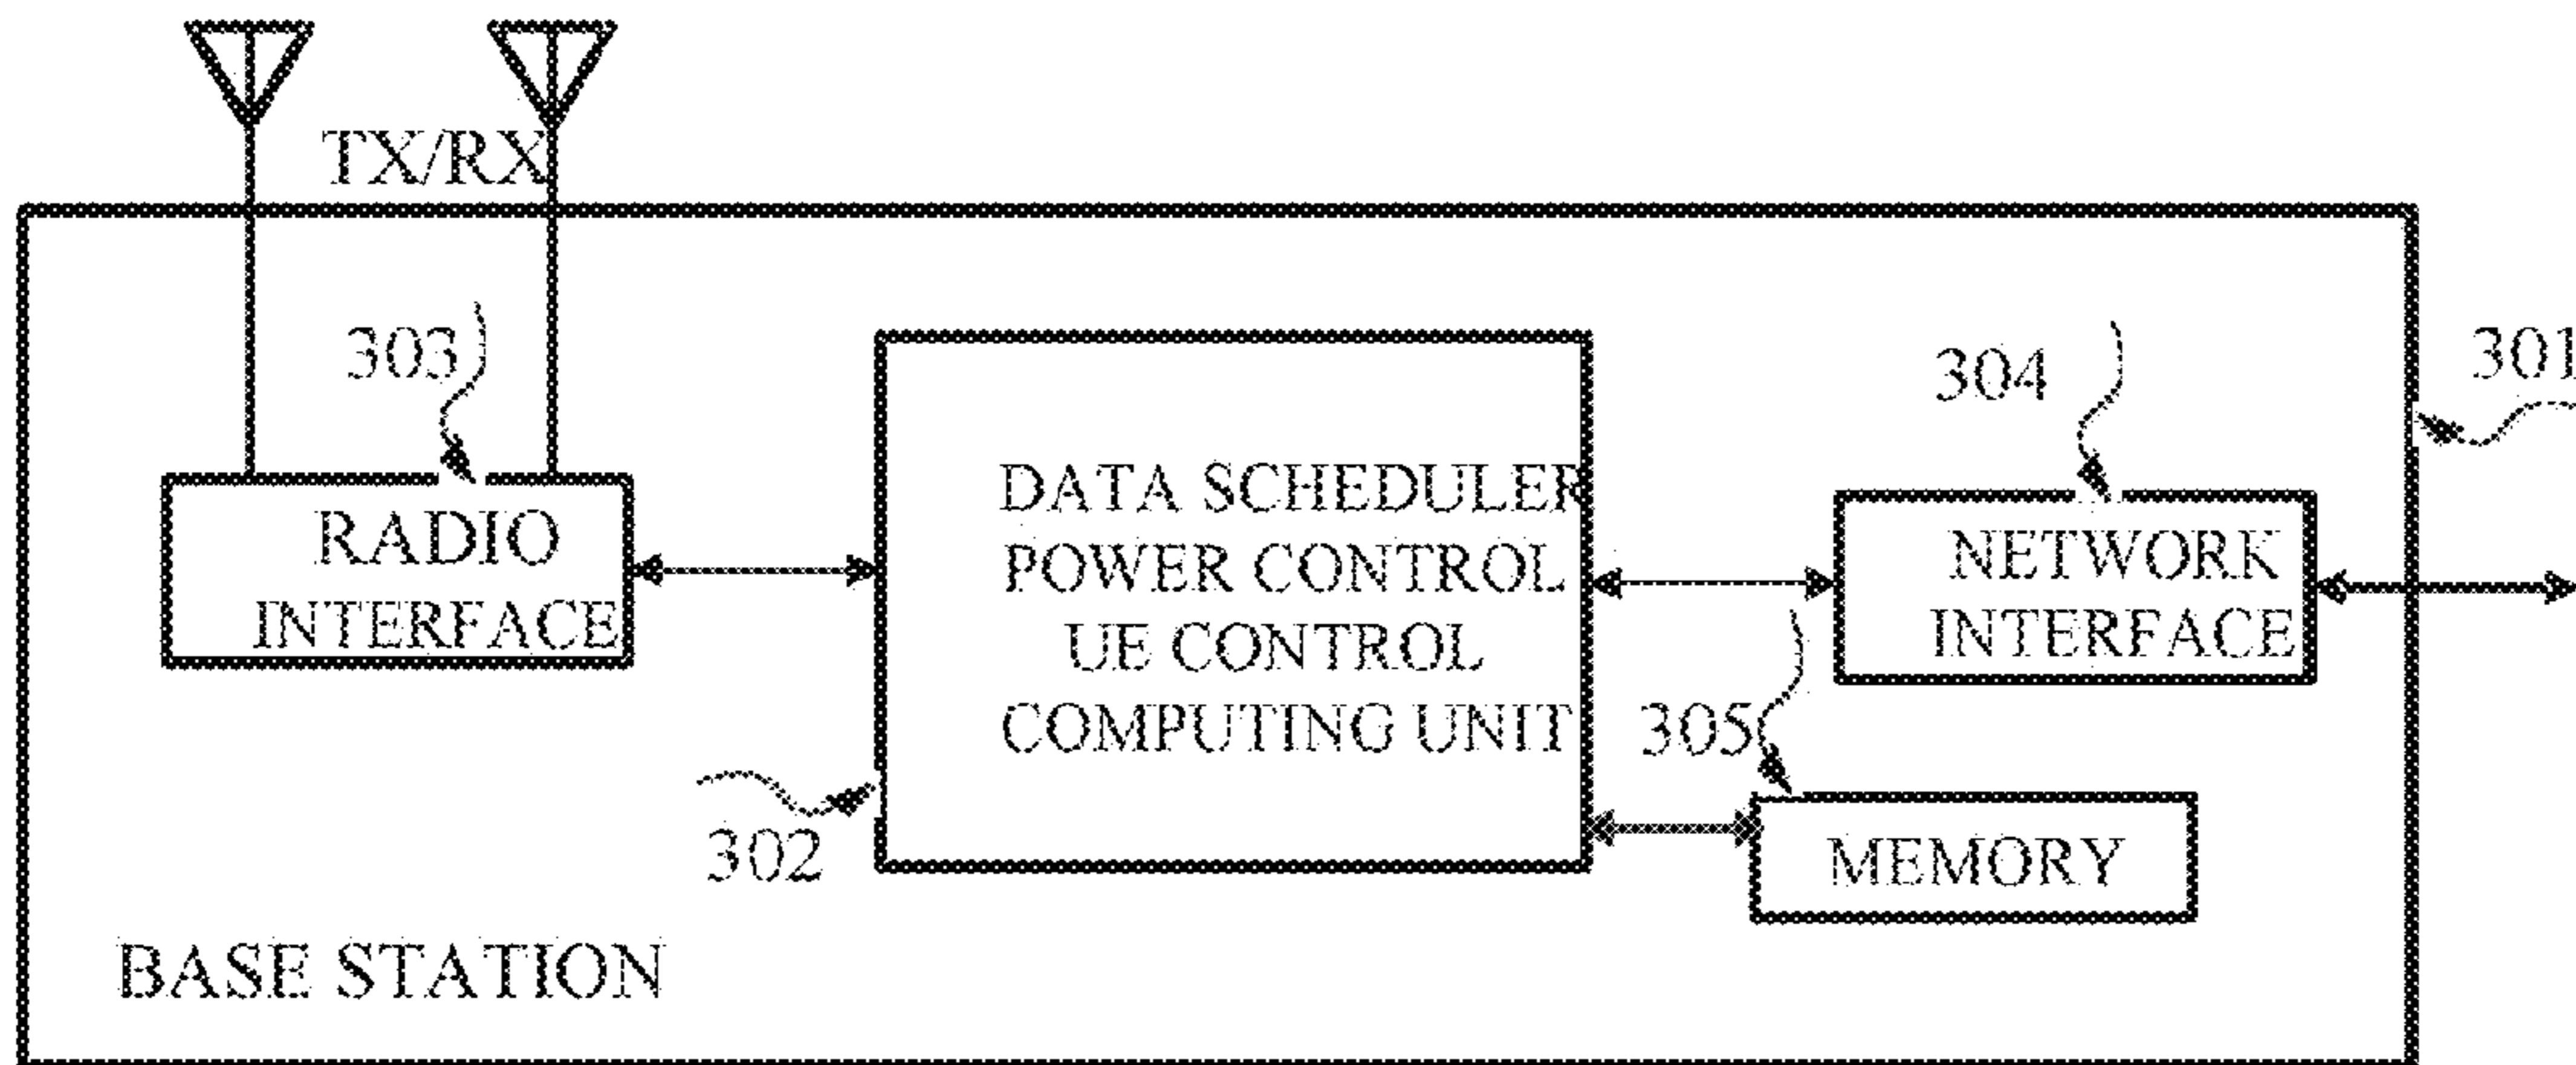 TX/RX
303
304
301
RADIO
INTERFACE
DATA SCHEDULER
POWER CONTROL
UE CONTROL
COMPUTING UNIT
NETWORK
INTERFACE
305
302
MEMORY
BASE STATION